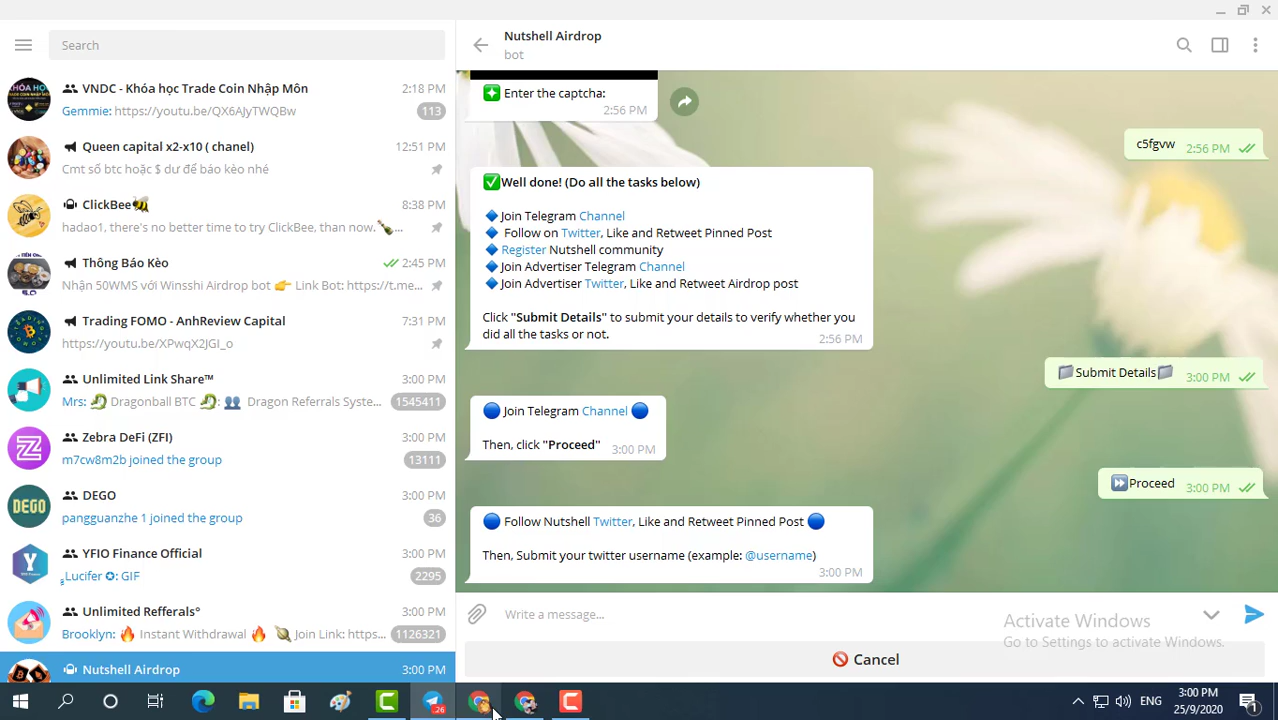 Search
VNDC - Khóa học Trade Coin Nhập Môn
2:18 PM
Gemmie: https://youtu.be/QX6AJyTWQBw
113
Queen capital x2-x10 ( chanel)
12:51 PM
Cmt số btc hoặc $ dư để báo kèo nhé
ClickBee🐝
8:38 PM
hadao1, there's no better time to try ClickBee, than now.🍾...
Thông Báo Kèo
2:45 PM
Nhận 50WMS với Winsshi Airdrop bot 👉 Link Bot: https://t.me...
Trading FOMO - AnhReview Capital
7:31 PM
https://youtu.be/XPwqX2JGI_o
Unlimited Link Share™
3:00 PM
Mrs: 🐉 Dragonball BTC 🐉: 👥 Dragon Referrals Syste...
1545411
Zebra DeFi (ZFI)
3:00 PM
m7cw8m2b joined the group
13111
DEGO
3:00 PM
pangguanzhe 1 joined the group
36
YFIO Finance Official
3:00 PM
Lucifer ✪: GIF
2295
Unlimited Refferals°
3:00 PM
Brooklyn: 🔥 Instant Withdrawal 🔥 Join Link: https...
1126321
Nutshell Airdrop
3:00 PM
Nutshell Airdrop
bot
Enter the captcha:
2:56 PM
c5fgvw 2:56 PM
✅Well done! (Do all the tasks below)
🔷Join Telegram Channel
🔷 Follow on Twitter, Like and Retweet Pinned Post
🔷Register Nutshell community
🔷Join Advertiser Telegram Channel
🔷Join Advertiser Twitter, Like and Retweet Airdrop post
Click "Submit Details" to submit your details to verify whether you
did all the tasks or not.
2:56 PM
📁Submit Details📁 3:00 PM
🔵 Join Telegram Channel 🔵
Then, click "Proceed" 3:00 PM
⏩Proceed 3:00 PM
🔵 Follow Nutshell Twitter, Like and Retweet Pinned Post 🔵
Then, Submit your twitter username (example: @username)
3:00 PM
Write a message...
Activate Windows
Go to Settings to activate Windows.
🚫 Cancel
26
ENG
3:00 PM
25/9/2020
1